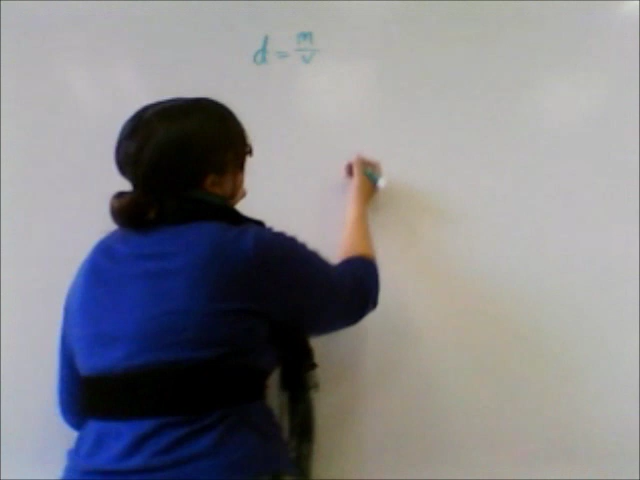 d = m/v